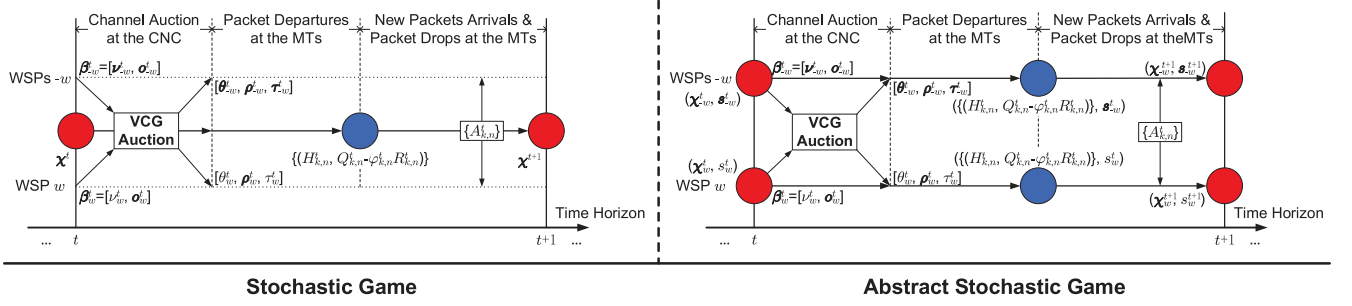 Channel Auction
at the CNC
Packet Departures
at the MTs
New Packets Arrivals &
Packet Drops at the MTs
WSPs -w
β^t_{-w}=[ν^t_{-w}, o^t_{-w}]
[θ^t_{-w}, ρ^t_{-w}, τ^t_{-w}]
VCG
Auction
{A^t_{k,n}}
χ^t
{(H^t_{k,n}, Q^t_{k,n}-φ^t_{k,n}R^t_{k,n})}
χ^{t+1}
WSP w
[θ^t_w, ρ^t_w, τ^t_w]
β^t_w=[ν^t_w, o^t_w]
Time Horizon
... t t+1 ...
Stochastic Game
Channel Auction
at the CNC
Packet Departures
at the MTs
New Packets Arrivals &
Packet Drops at theMTs
WSPs -w
β^t_{-w}=[ν^t_{-w}, o^t_{-w}]
(χ^{t+1}_{-w}, s^{t+1}_{-w})
[θ^t_{-w}, ρ^t_{-w}, τ^t_{-w}]
(χ^t_{-w}, s^t_{-w})
({(H^t_{k,n}, Q^t_{k,n}-φ^t_{k,n}R^t_{k,n})}, s^t_{-w})
VCG
Auction
{A^t_{k,n}}
({(H^t_{k,n}, Q^t_{k,n}-φ^t_{k,n}R^t_{k,n})}, s^t_w)
(χ^t_w, s^t_w)
[θ^t_w, ρ^t_w, τ^t_w]
WSP w
β^t_w=[ν^t_w, o^t_w]
(χ^{t+1}_w, s^{t+1}_w)
Time Horizon
... t t+1 ...
Abstract Stochastic Game